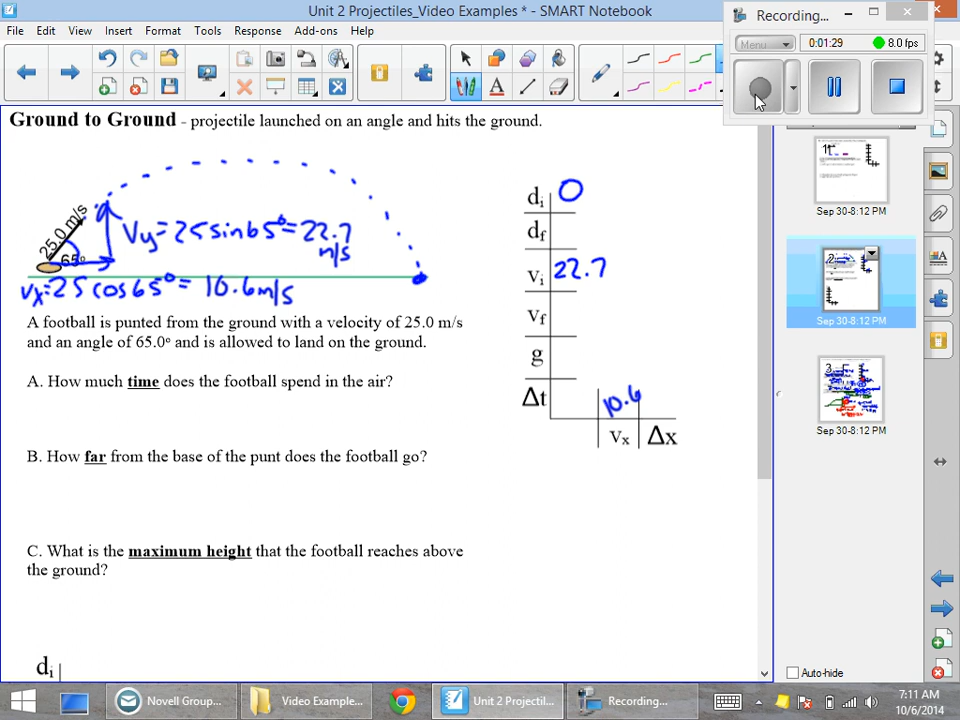 Unit 2 Projectiles_Video Examples * - SMART Notebook
Recording...
File Edit View Insert Format Tools Response Add-ons Help
Menu
0:01:29
8.0 fps
Ground to Ground - projectile launched on an angle and hits the ground.
25.0 m/s
65°
Vy = 25 sin 65° = 22.7 m/s
Vx = 25 cos 65° = 10.6 m/s
A football is punted from the ground with a velocity of 25.0 m/s
and an angle of 65.0° and is allowed to land on the ground.
A. How much time does the football spend in the air?
B. How far from the base of the punt does the football go?
C. What is the maximum height that the football reaches above
the ground?
di
di 0
df
vi 22.7
vf
g
Δt
10.6
vx Δx
Sep 30-8:12 PM
Sep 30-8:12 PM
Sep 30-8:12 PM
Auto-hide
Novell Group...
Video Example...
Unit 2 Projectil...
Recording...
7:11 AM
10/6/2014